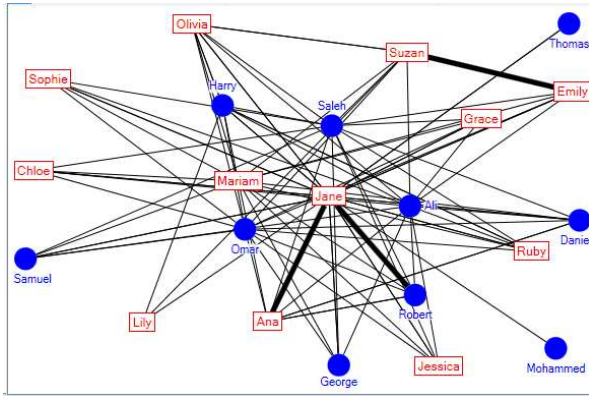 Olivia
Thomas
Suzan
Sophie
Harry
Emily
Saleh
Grace
Chloe
Mariam
Jane
Ali
Omar
Danie
Ruby
Samuel
Robert
Lily
Ana
Mohammed
George
Jessica